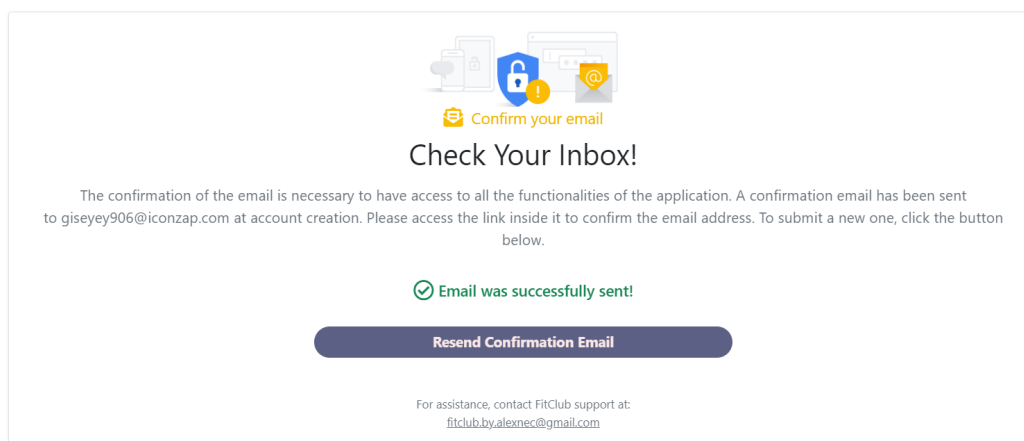 Confirm your email
Check Your Inbox!
The confirmation of the email is necessary to have access to all the functionalities of the application. A confirmation email has been sent
to giseyey906@iconzap.com at account creation. Please access the link inside it to confirm the email address. To submit a new one, click the button
below.
Email was successfully sent!
Resend Confirmation Email
For assistance, contact FitClub support at:
fitclub.by.alexnec@gmail.com